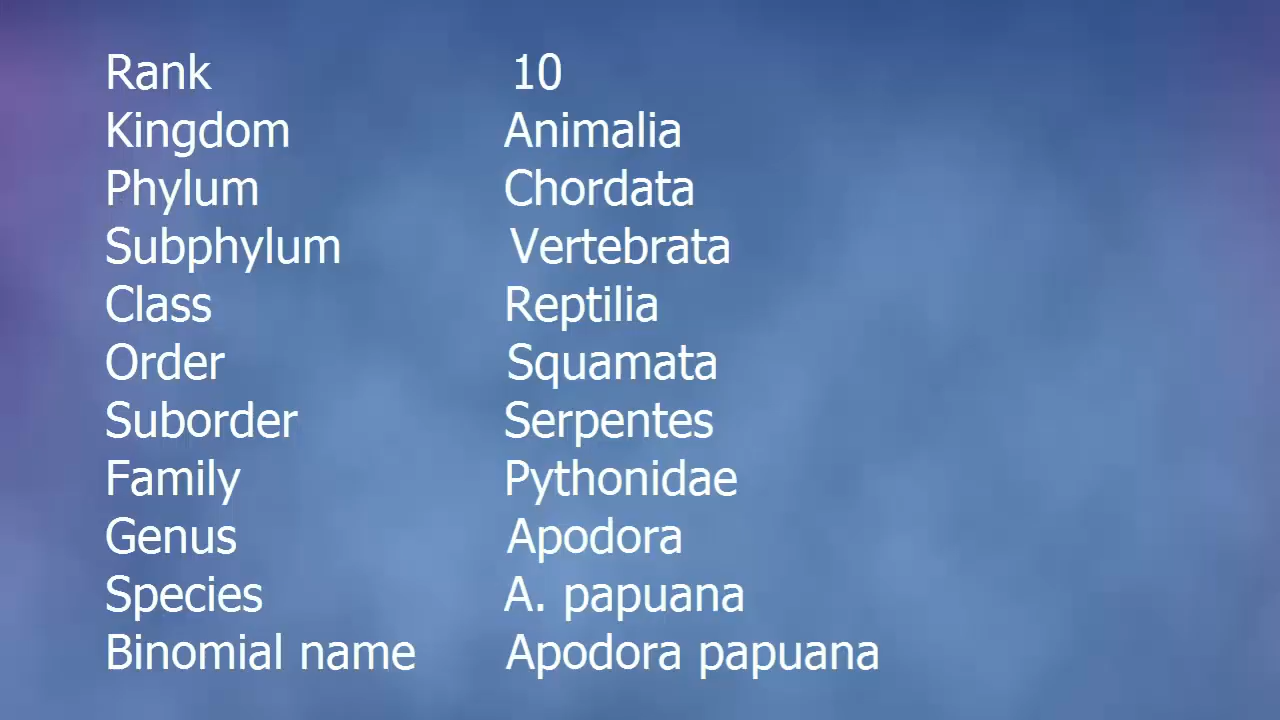 Rank 10
Kingdom Animalia
Phylum Chordata
Subphylum Vertebrata
Class Reptilia
Order Squamata
Suborder Serpentes
Family Pythonidae
Genus Apodora
Species A. papuana
Binomial name Apodora papuana